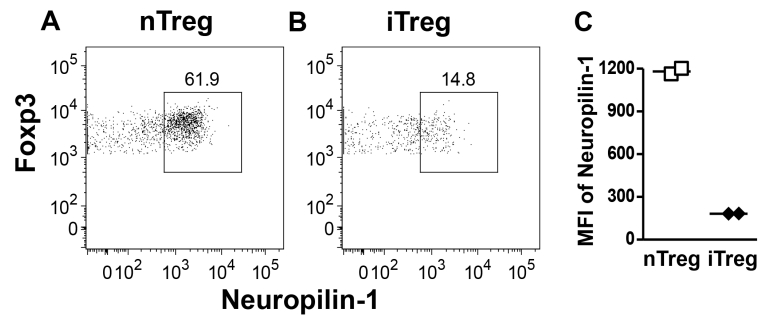 A
nTreg
B
iTreg
C
Foxp3
10^5
10^4
10^3
10^2
0
61.9
0 10^2 10^3 10^4 10^5
10^5
10^4
10^3
10^2
0
14.8
0 10^2 10^3 10^4 10^5
Neuropilin-1
MFI of Neuropilin-1
1200
900
600
300
0
nTreg iTreg